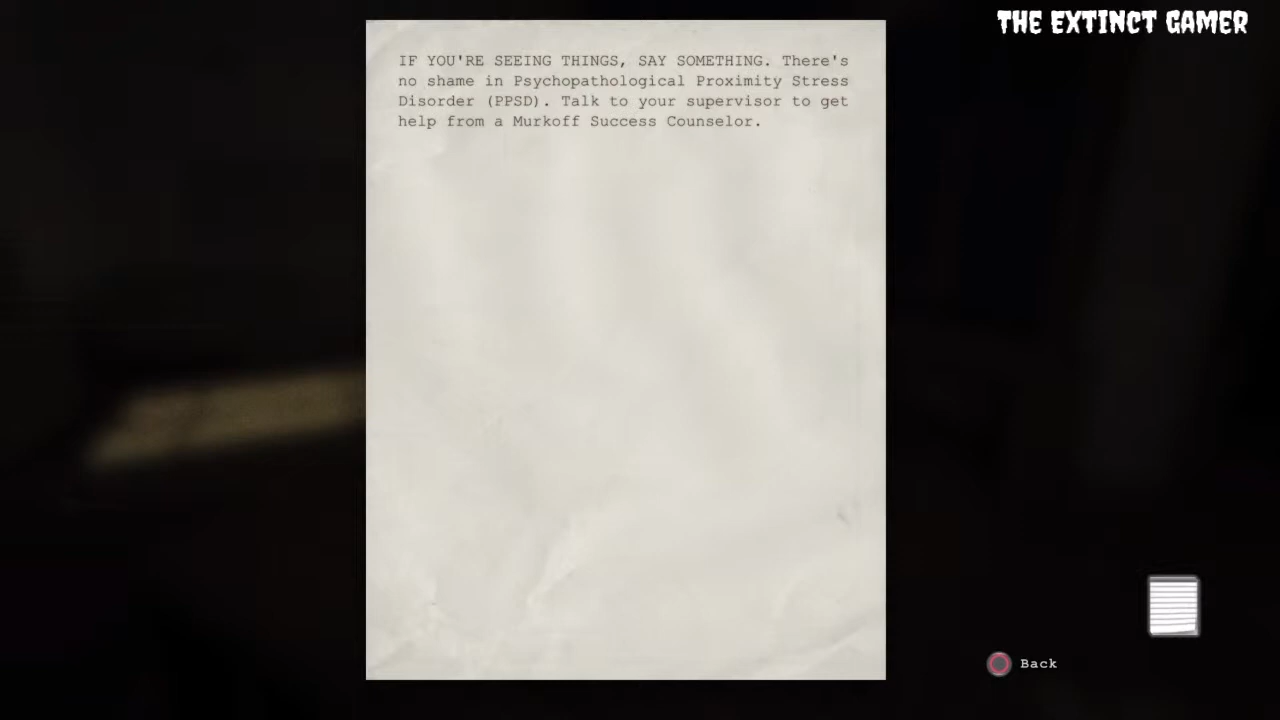 THE EXTINCT GAMER
IF YOU'RE SEEING THINGS, SAY SOMETHING. There's
no shame in Psychopathological Proximity Stress
Disorder (PPSD). Talk to your supervisor to get
help from a Murkoff Success Counselor.
Back